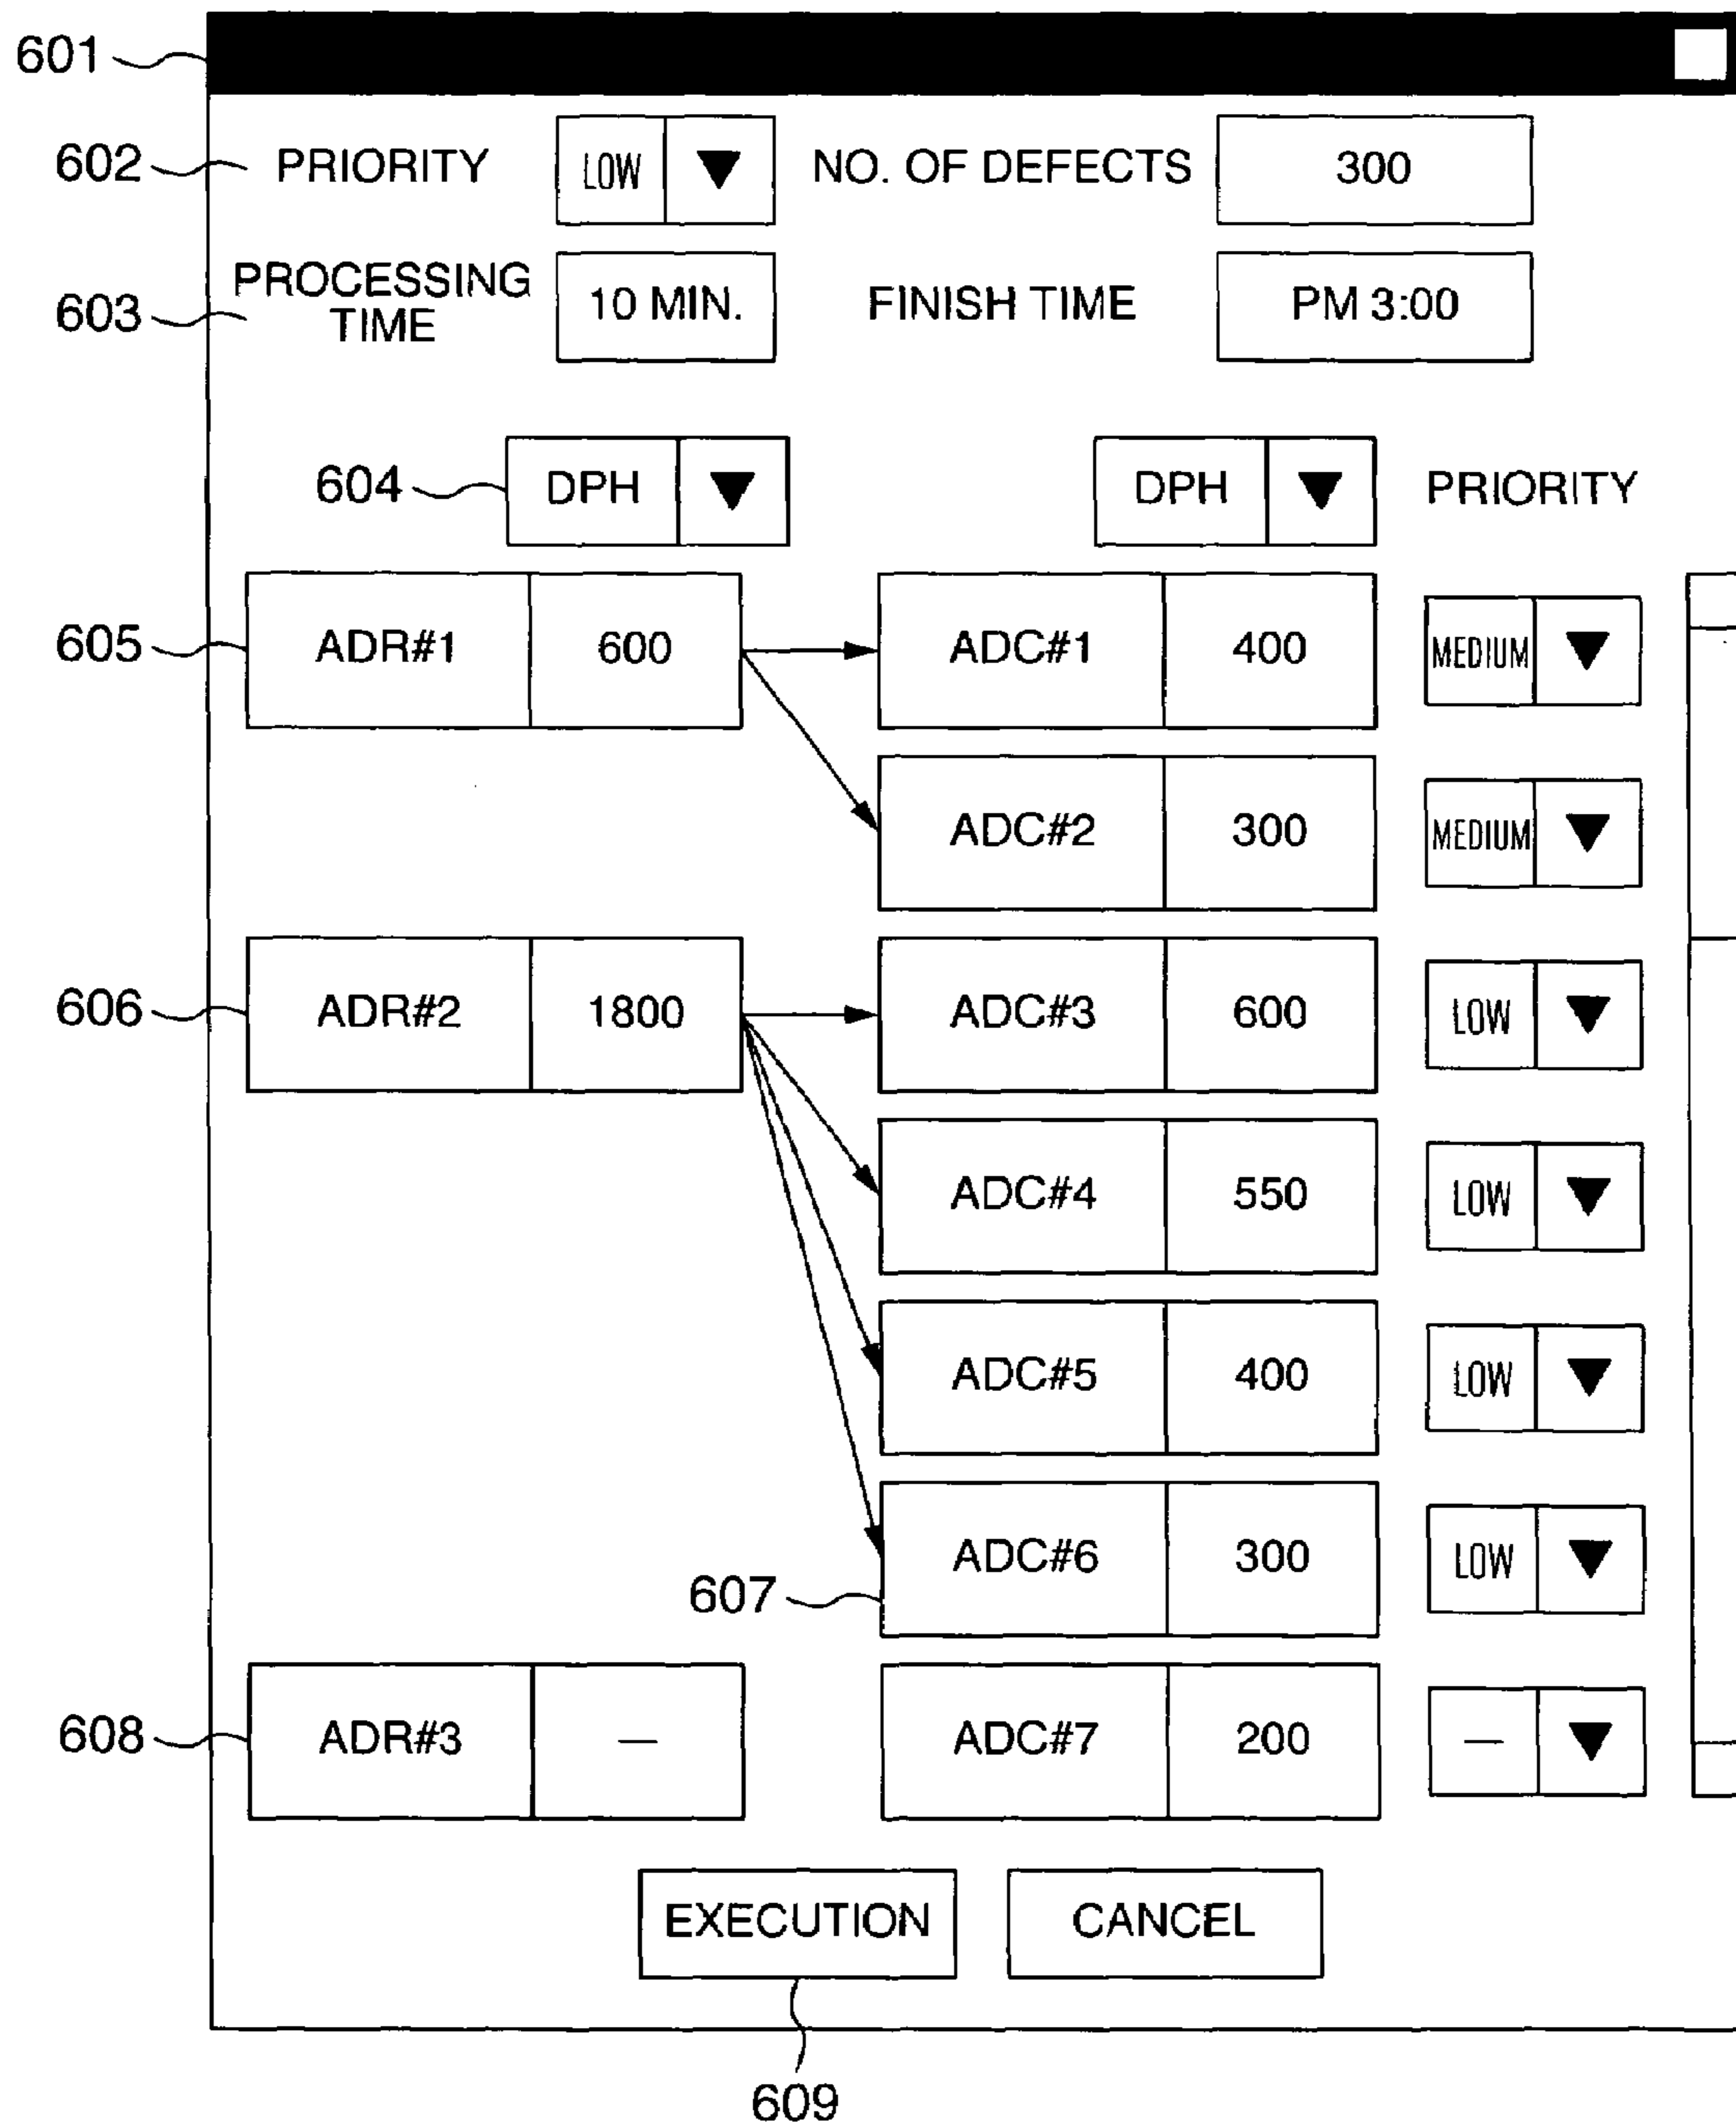 601
602 PRIORITY LOW ▼ NO. OF DEFECTS 300
603 PROCESSING TIME 10 MIN. FINISH TIME PM 3:00
604 DPH ▼ DPH ▼ PRIORITY
605 ADR#1 600 ADC#1 400 MEDIUM ▼
ADC#2 300 MEDIUM ▼
606 ADR#2 1800 ADC#3 600 LOW ▼
ADC#4 550 LOW ▼
ADC#5 400 LOW ▼
607 ADC#6 300 LOW ▼
608 ADR#3 — ADC#7 200 — ▼
EXECUTION CANCEL
609